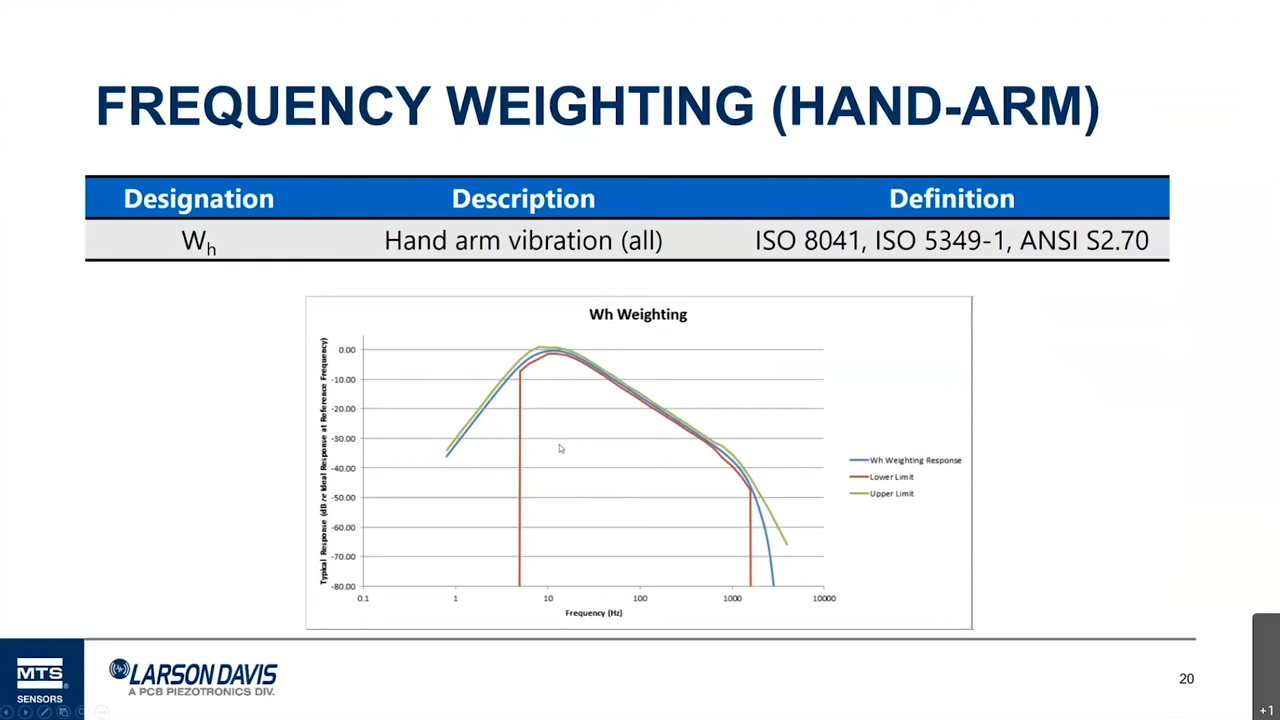 FREQUENCY WEIGHTING (HAND-ARM)
Designation Description Definition
Wh Hand arm vibration (all) ISO 8041, ISO 5349-1, ANSI S2.70
Wh Weighting
Typical Response (dB re Ideal Response at Reference Frequency)
0.00
-10.00
-20.00
-30.00
-40.00
-50.00
-60.00
-70.00
-80.00
0.1 1 10 100 1000 10000
Frequency (Hz)
Wh Weighting Response
Lower Limit
Upper Limit
MTS
SENSORS
LARSON DAVIS
A PCB PIEZOTRONICS DIV.
20
+1